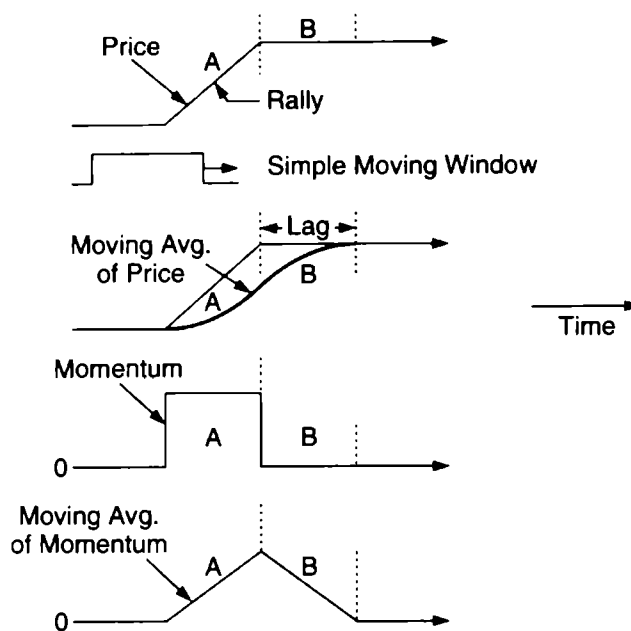 B
Price
A
Rally
Simple Moving Window
Lag
Moving Avg.
of Price
B
A
Time
Momentum
A
B
0
Moving Avg.
of Momentum
A
B
0